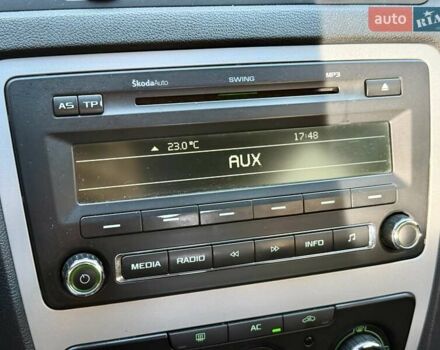 AUTO RIA
ŠkodaAuto SWING MP3
AS TP
23.0°C 17:48
AUX
MEDIA RADIO INFO
AC